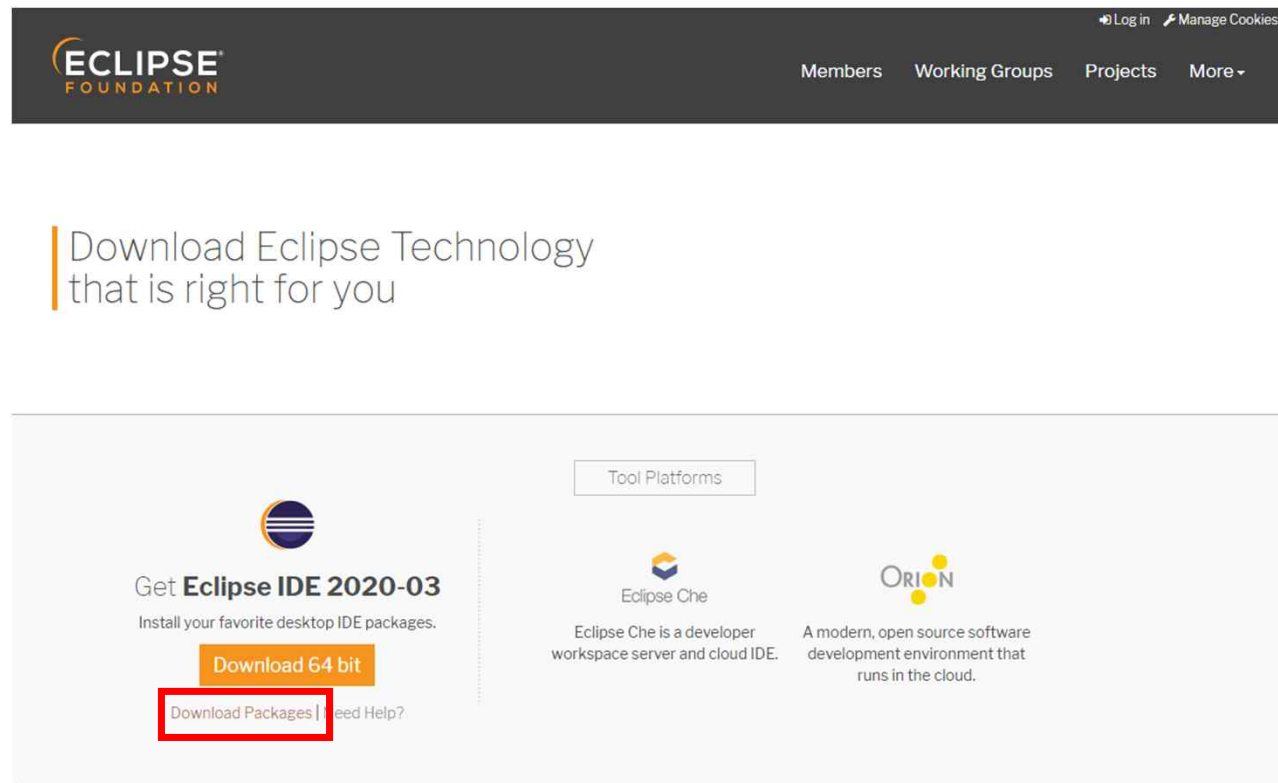 Log in Manage Cookies
ECLIPSE
FOUNDATION
Members Working Groups Projects More
Download Eclipse Technology
that is right for you
Tool Platforms
Get Eclipse IDE 2020-03
Install your favorite desktop IDE packages.
Download 64 bit
Download Packages | Need Help?
Eclipse Che
Eclipse Che is a developer
workspace server and cloud IDE.
ORION
A modern, open source software
development environment that
runs in the cloud.